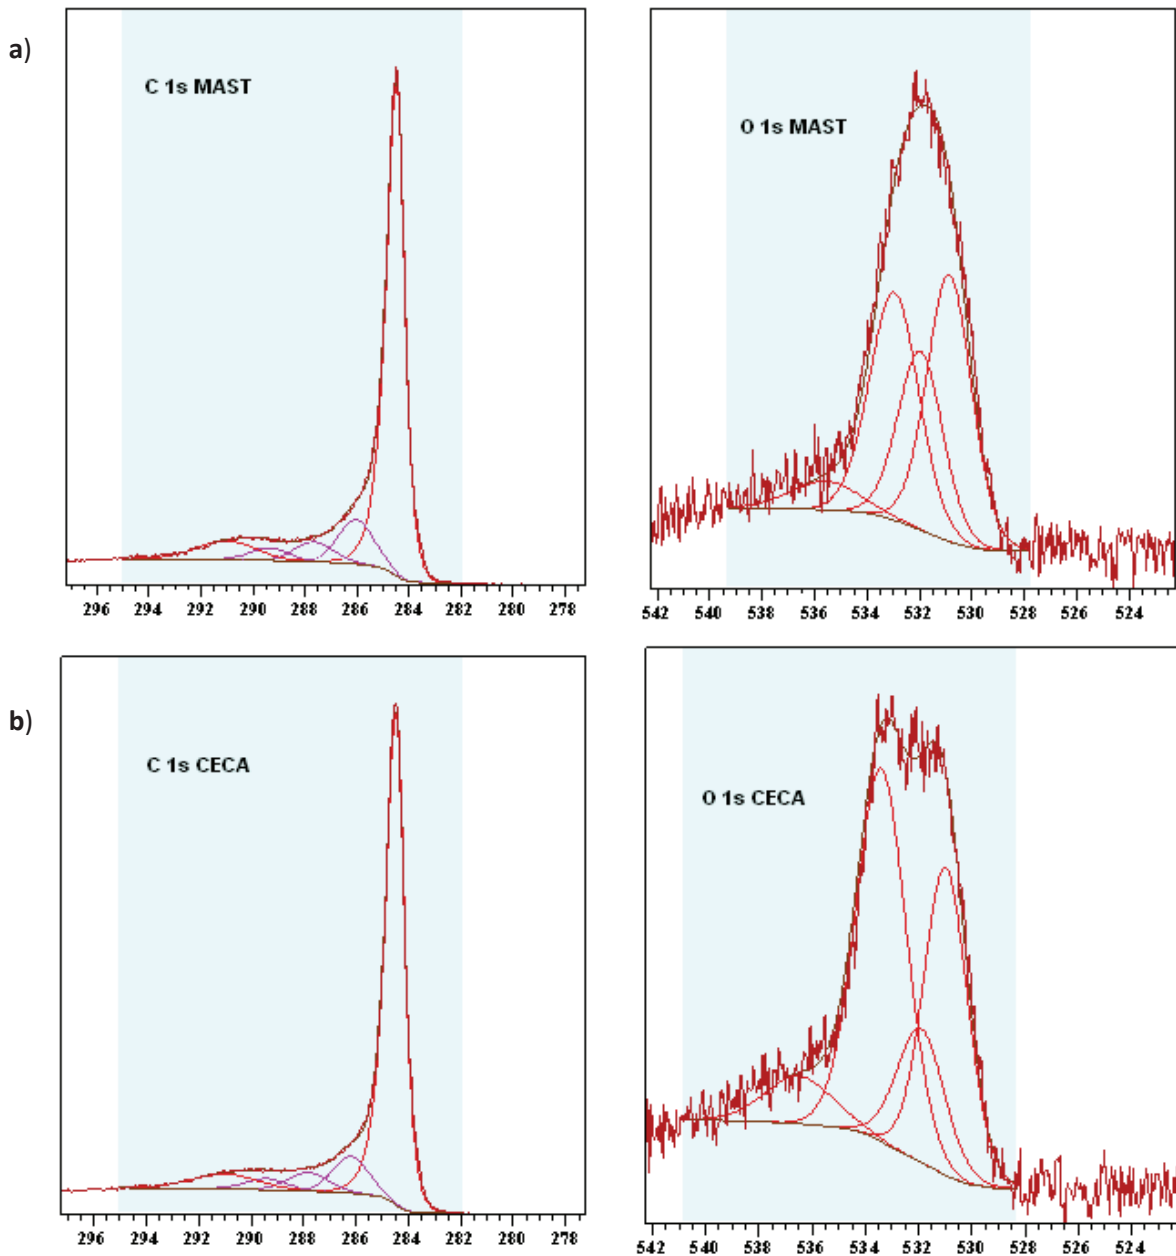 a)
C 1s MAST
296 294 292 290 288 286 284 282 280 278
O 1s MAST
542 540 538 536 534 532 530 528 526 524
b)
C 1s CECA
296 294 292 290 288 286 284 282 280 278
O 1s CECA
542 540 538 536 534 532 530 528 526 524